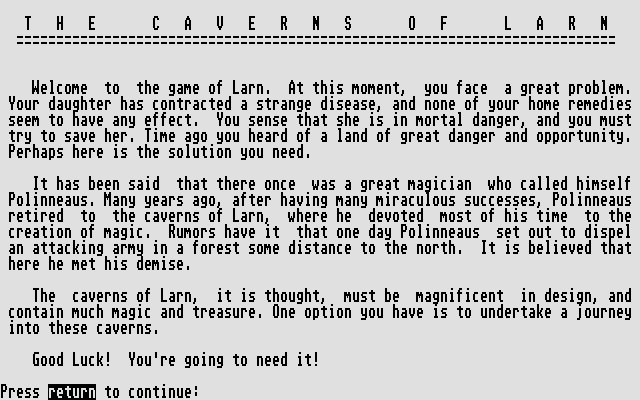 T H E   C A V E R N S   O F   L A R N
===========================================================================
Welcome  to  the game of Larn.  At this moment,  you face  a great problem.
Your daughter has contracted a strange disease, and none of your home remedies
seem to have any effect.  You sense that she is in mortal danger, and you must
try to save her. Time ago you heard of a land of great danger and opportunity.
Perhaps here is the solution you need.
It has been said  that there once  was a great magician  who called himself
Polinneaus. Many years ago, after having many miraculous successes, Polinneaus
retired  to  the caverns of Larn,  where he  devoted  most of his time  to the
creation of magic.  Rumors have it  that one day Polinneaus  set out to dispel
an attacking army in a forest some distance to the north.  It is believed that
here he met his demise.
The  caverns of Larn,  it is thought,  must be  magnificent  in design, and
contain much magic and treasure. One option you have is to undertake a journey
into these caverns.
Good Luck!  You're going to need it!
Press return to continue: